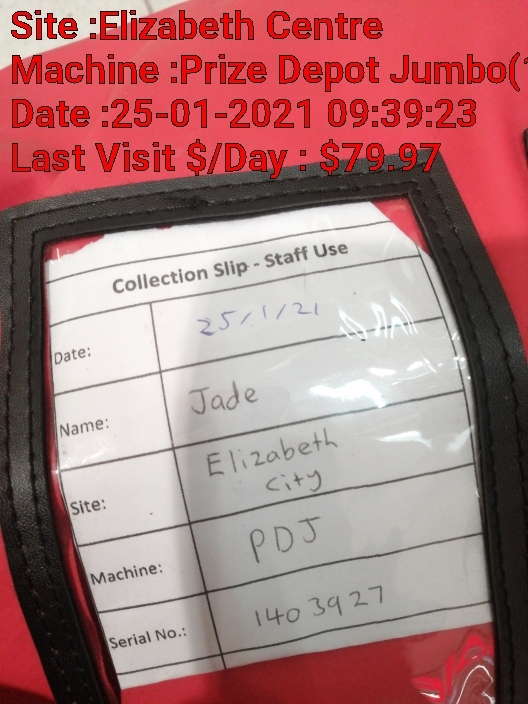 Site :Elizabeth Centre
Machine :Prize Depot Jumbo(
Date :25-01-2021 09:39:23
Last Visit $/Day : $79.97
Collection Slip - Staff Use
Date: 25/1/21
Name: Jade
Site: Elizabeth
City
Machine: PDJ
Serial No.: 1403927